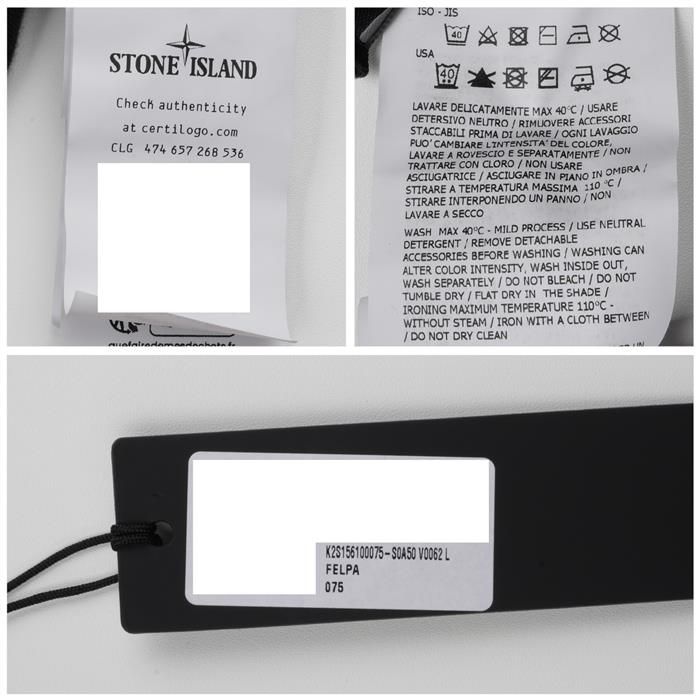 STONE ISLAND
Check authenticity
at certilogo.com
CLG 474 657 268 536
quefairedemesdechets.fr
ISO - JIS
40
USA
40
LAVARE DELICATAMENTE MAX 40°C / USARE
DETERSIVO NEUTRO / RIMUOVERE ACCESSORI
STACCABILI PRIMA DI LAVARE / OGNI LAVAGGIO
PUO' CAMBIARE L'INTENSITA' DEL COLORE,
LAVARE A ROVESCIO E SEPARATAMENTE / NON
TRATTARE CON CLORO / NON USARE
ASCIUGATRICE / ASCIUGARE IN PIANO IN OMBRA /
STIRARE A TEMPERATURA MASSIMA 110 °C /
STIRARE INTERPONENDO UN PANNO / NON
LAVARE A SECCO
WASH MAX 40°C - MILD PROCESS / USE NEUTRAL
DETERGENT / REMOVE DETACHABLE
ACCESSORIES BEFORE WASHING / WASHING CAN
ALTER COLOR INTENSITY, WASH INSIDE OUT,
WASH SEPARATELY / DO NOT BLEACH / DO NOT
TUMBLE DRY / FLAT DRY IN THE SHADE /
IRONING MAXIMUM TEMPERATURE 110°C -
WITHOUT STEAM / IRON WITH A CLOTH BETWEEN
/ DO NOT DRY CLEAN
K2S156100075-S0A50 V0062 L
FELPA
075